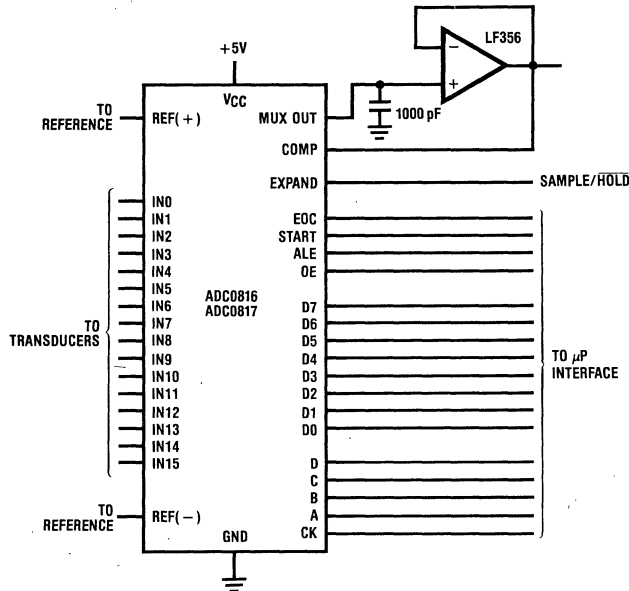 LF356
−
+
+5V
VCC
1000 pF
TO
REFERENCE
REF(+)
MUX OUT
COMP
EXPAND
SAMPLE/HOLD
IN0
IN1
IN2
IN3
IN4
IN5
IN6
IN7
IN8
IN9
IN10
IN11
IN12
IN13
IN14
IN15
TO
TRANSDUCERS
ADC0816
ADC0817
EOC
START
ALE
OE
D7
D6
D5
D4
D3
D2
D1
D0
D
C
B
A
CK
TO μP
INTERFACE
TO
REFERENCE
REF(−)
GND